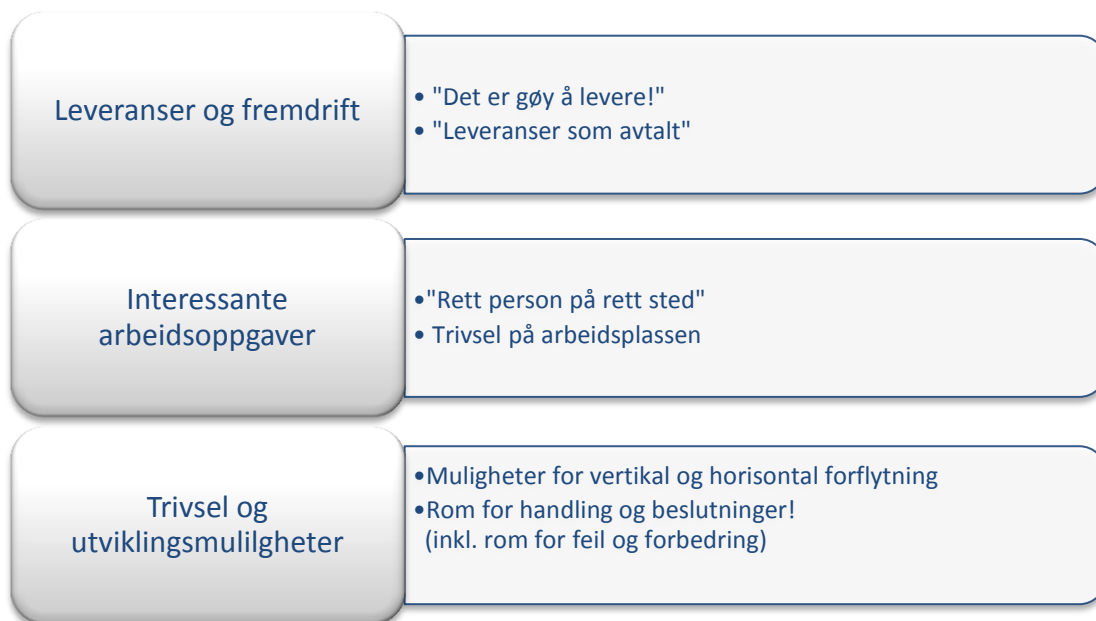 Leveranser og fremdrift
• "Det er gøy å levere!"
• "Leveranser som avtalt"
Interessante
arbeidsoppgaver
•"Rett person på rett sted"
• Trivsel på arbeidsplassen
Trivsel og
utviklingsmulilgheter
•Muligheter for vertikal og horisontal forflytning
•Rom for handling og beslutninger!
(inkl. rom for feil og forbedring)